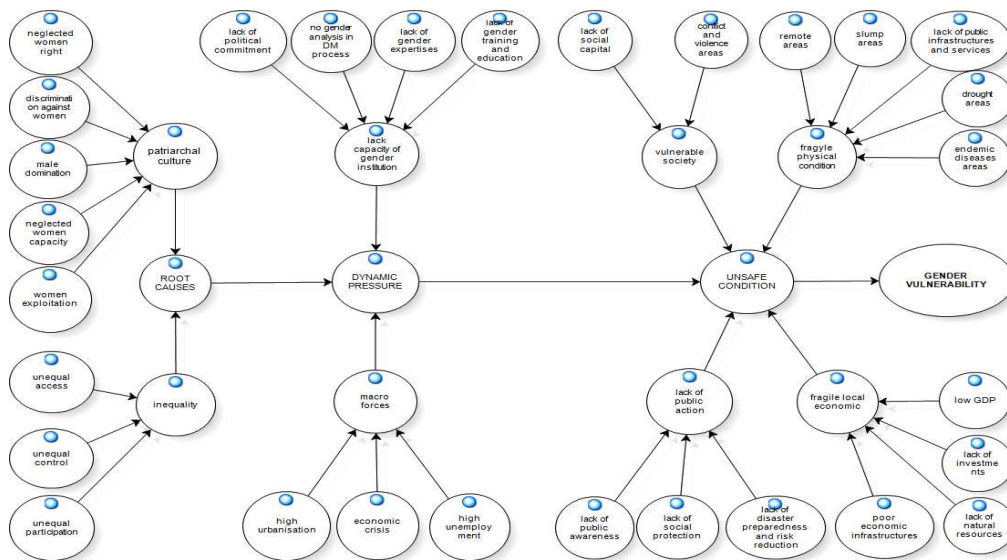 neglected
women
right
lack of
political
commitment
no gender
analysis in
DM
process
lack of
gender
expertises
lack of
gender
training and
education
lack of
social
capital
conflict
and
violence
areas
remote
areas
slump
areas
lack of public
infrastructures
and services
discriminati
on against
women
drought
areas
patriarchal
culture
lack
capacity of
gender
institution
vulnerable
society
fragyle
physical
condition
endemic
diseases
areas
male
domination
neglected
women
capacity
women
exploitation
ROOT
CAUSES
DYNAMIC
PRESSURE
UNSAFE
CONDITION
GENDER
VULNERABILITY
unequal
access
inequality
macro
forces
lack of
public
action
fragile local
economic
low GDP
unequal
control
lack of
investme
nts
unequal
participation
high
urbanisation
economic
crisis
high
unemploy
ment
lack of
public
awareness
lack of
social
protection
lack of
disaster
preparedness
and risk
reduction
poor
economic
infrastructures
lack of
natural
resources